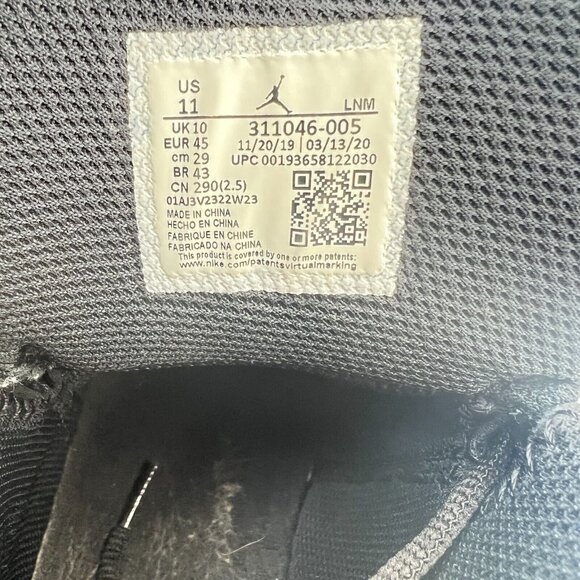 US
11
LNM
UK 10
311046-005
EUR 45
11/20/19 | 03/13/20
cm 29
UPC 00193658122030
BR 43
CN 290(2.5)
01AJ3V2322W23
MADE IN CHINA
HECHO EN CHINA
FABRIQUE EN CHINE
FABRICADO NA CHINA
This product is covered by one or more patents:
www.nike.com/patentsvirtualmarking